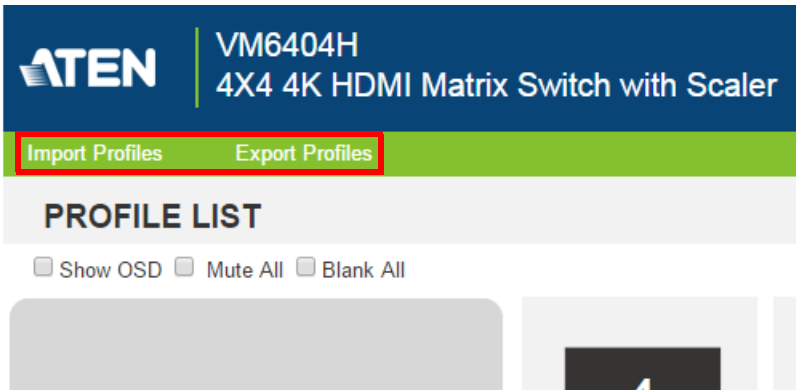 ATEN
VM6404H
4X4 4K HDMI Matrix Switch with Scaler
Import Profiles Export Profiles
PROFILE LIST
Show OSD Mute All Blank All